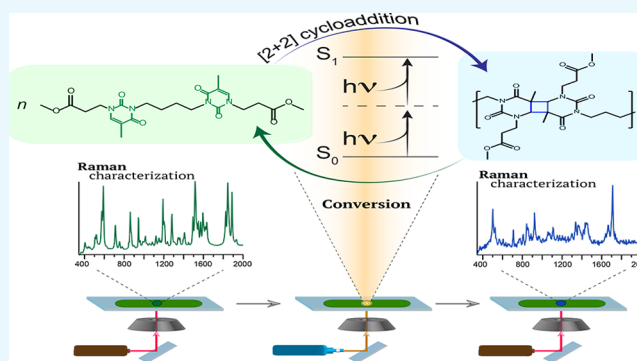 [2+2] cycloaddition
S1
hν
hν
S0
n
O
O
O
N
N
O
O
N
N
O
O
O
O
O
O
N
N
O
O
N
N
O
O
O
Raman
characterization
Conversion
Raman
characterization
400 800 1200 1600 2000
400 800 1200 1600